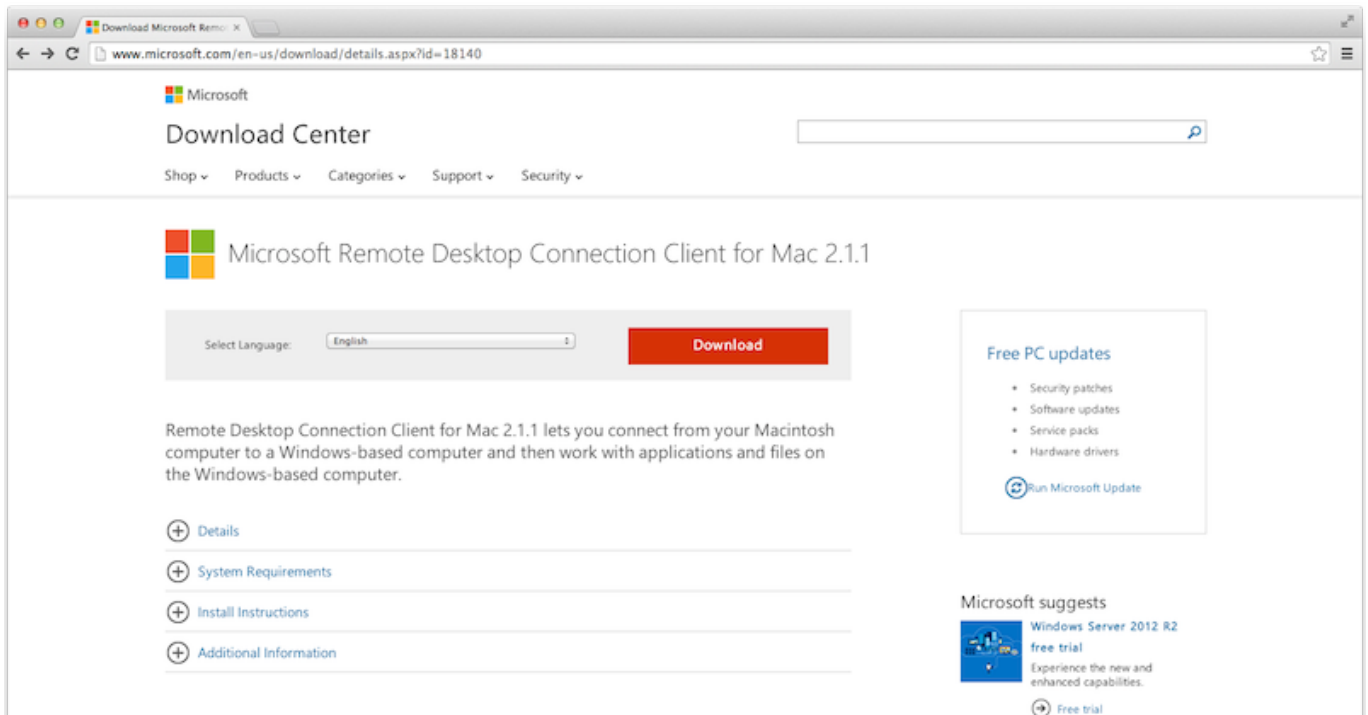 Download Microsoft Remo
www.microsoft.com/en-us/download/details.aspx?id=18140
Microsoft
Download Center
Shop Products Categories Support Security
Microsoft Remote Desktop Connection Client for Mac 2.1.1
Select Language: English Download
Remote Desktop Connection Client for Mac 2.1.1 lets you connect from your Macintosh
computer to a Windows-based computer and then work with applications and files on
the Windows-based computer.
Details
System Requirements
Install Instructions
Additional Information
Free PC updates
• Security patches
• Software updates
• Service packs
• Hardware drivers
Run Microsoft Update
Microsoft suggests
Windows Server 2012 R2
free trial
Experience the new and
enhanced capabilities.
Free trial